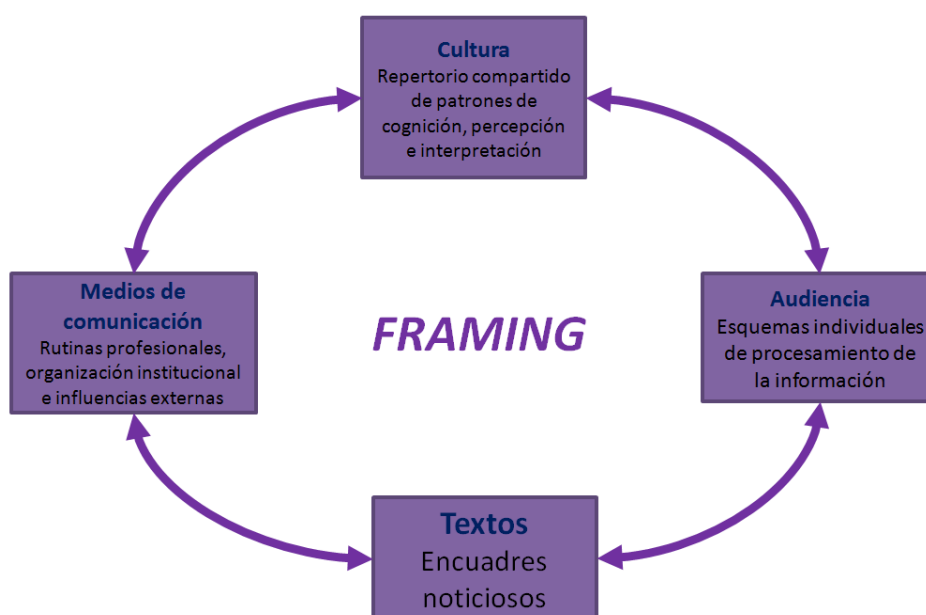 Cultura
Repertorio compartido
de patrones de
cognición, percepción
e interpretación
Medios de
comunicación
Rutinas profesionales,
organización institucional
e influencias externas
FRAMING
Audiencia
Esquemas individuales
de procesamiento de
la información
Textos
Encuadres
noticiosos